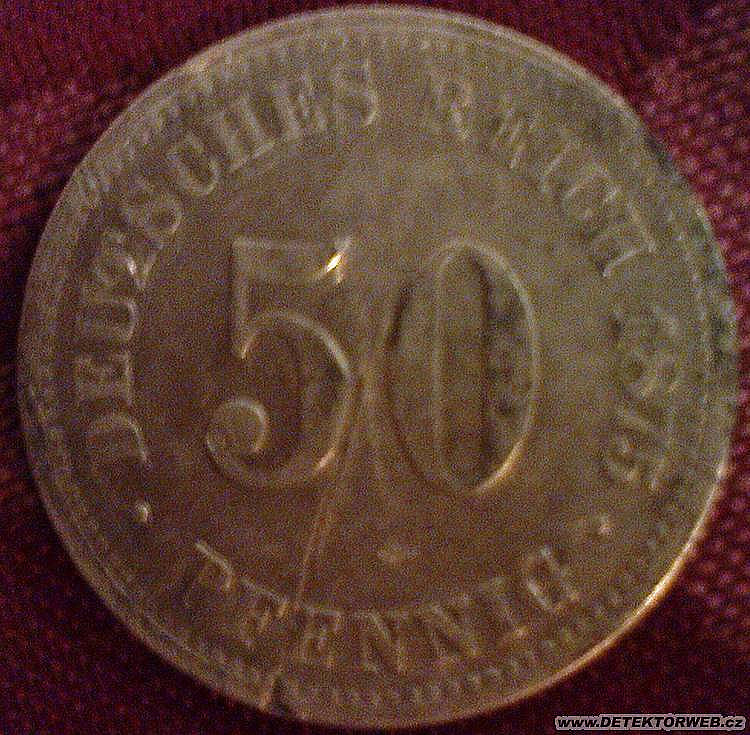 DEUTSCHES REICH 1875
50
PFENNIG
www.DETEKTORWEB.cz